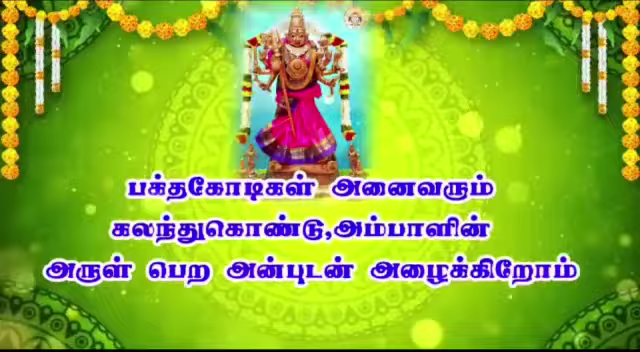 பக்தகோடிகள் அனைவரும்
கலந்துகொண்டு,அம்பாளின்
அருள் பெற அன்புடன் அழைக்கிறோம்